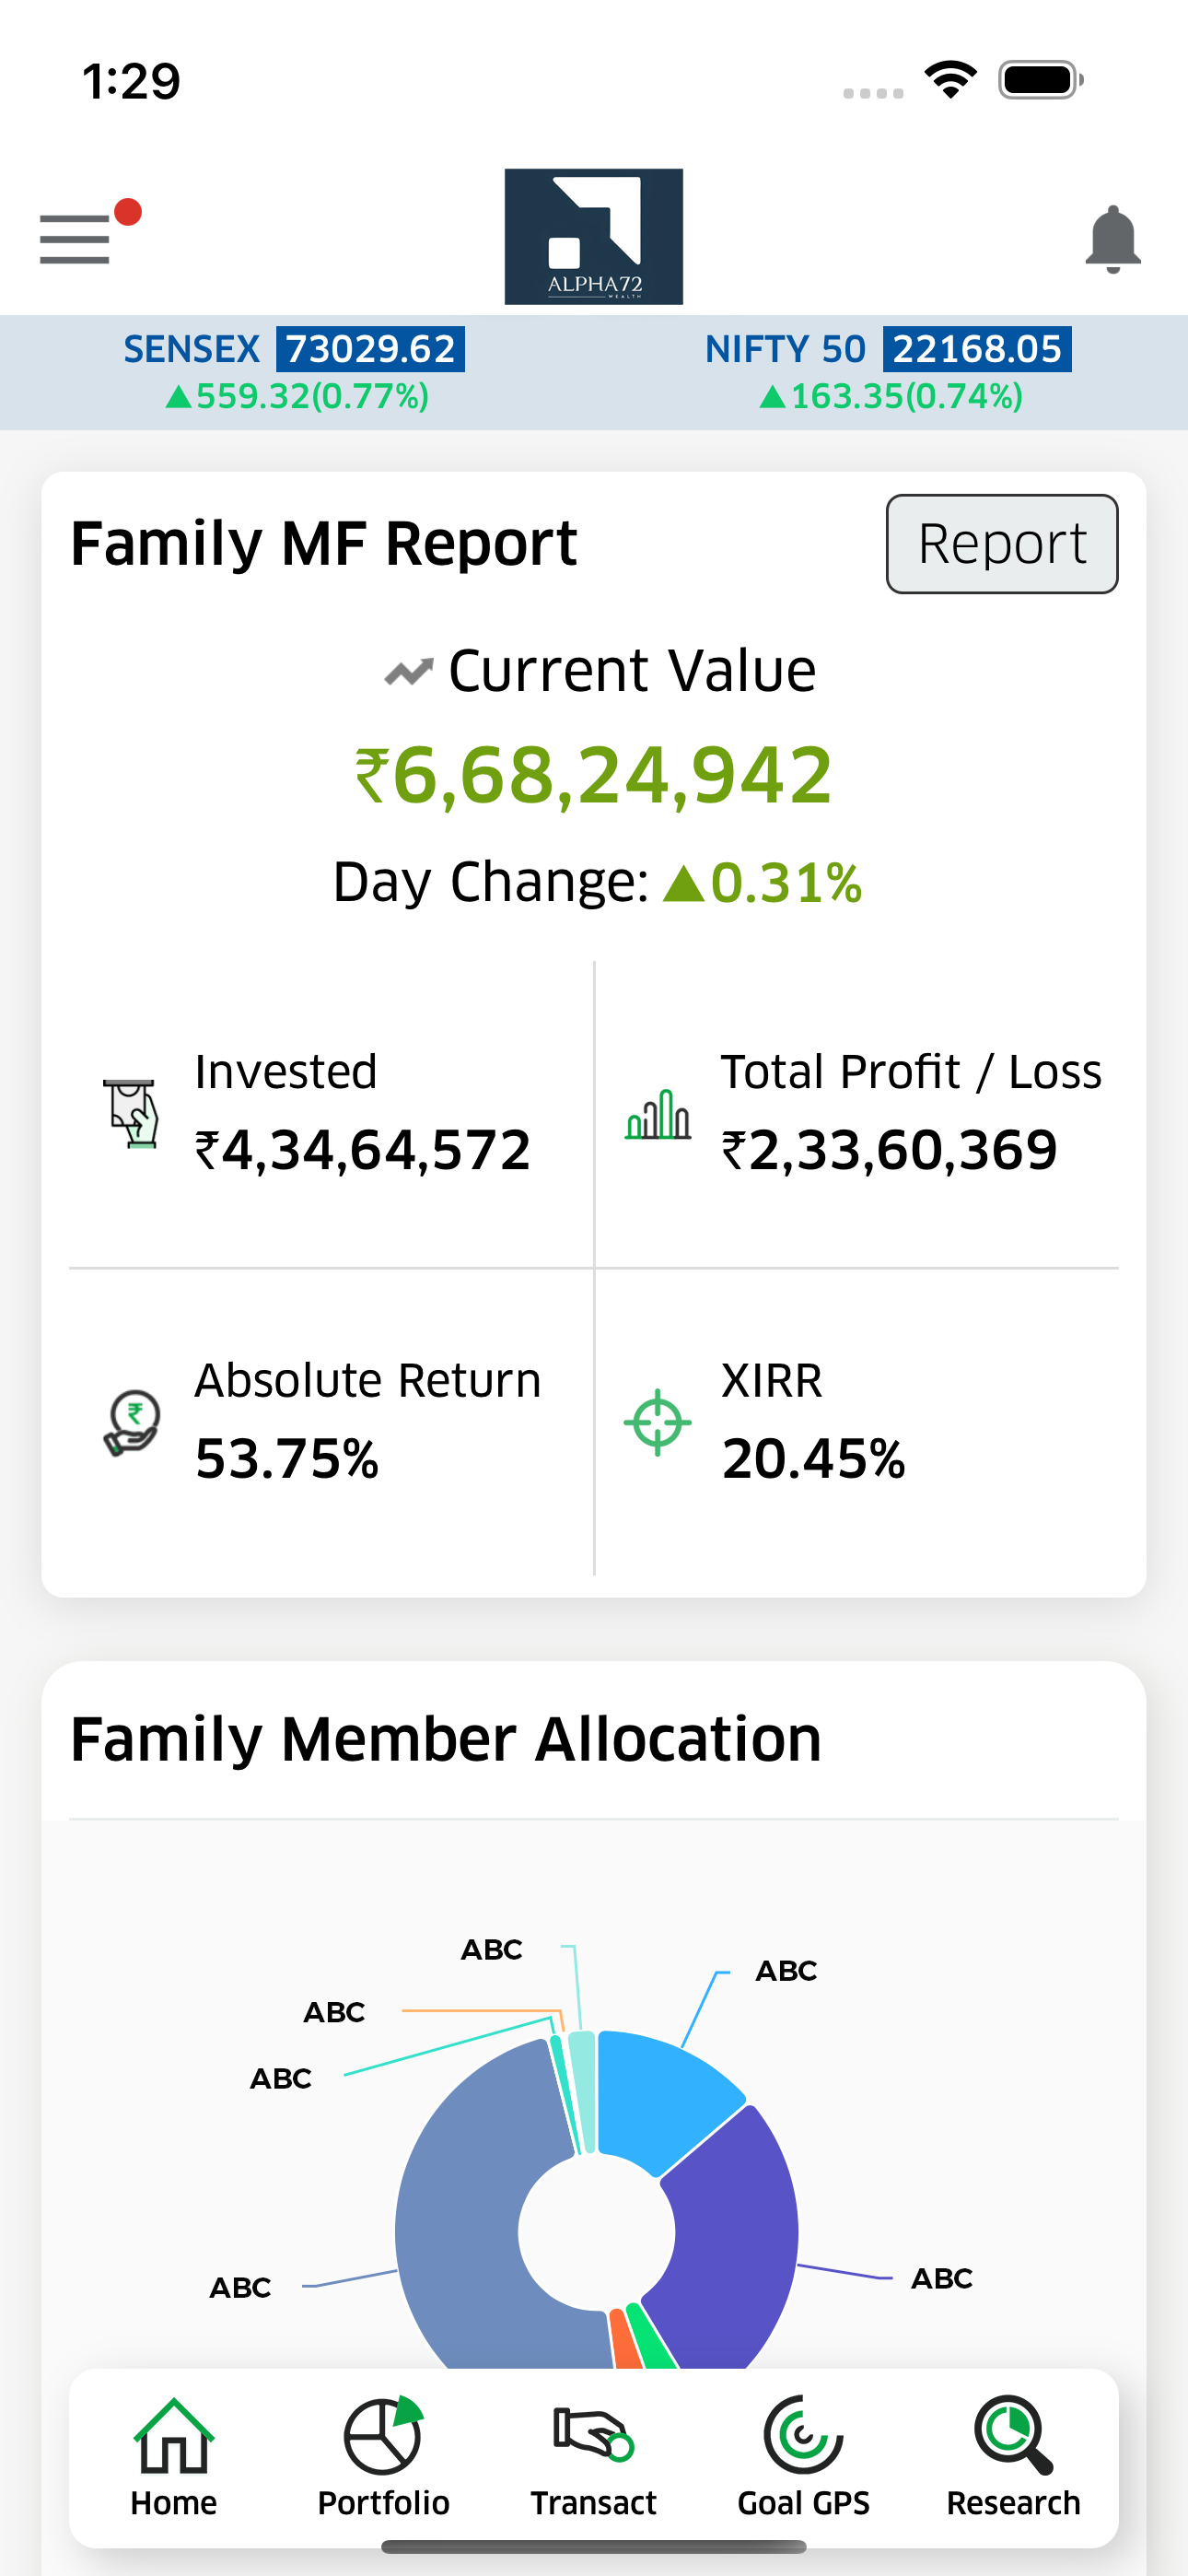 1:29
ALPHA72
WEALTH
SENSEX 73029.62
▲559.32(0.77%)
NIFTY 50 22168.05
▲163.35(0.74%)
Family MF Report
Report
Current Value
₹6,68,24,942
Day Change: ▲0.31%
Invested
₹4,34,64,572
Total Profit / Loss
₹2,33,60,369
Absolute Return
53.75%
XIRR
20.45%
Family Member Allocation
ABC
ABC
ABC
ABC
ABC
ABC
Home
Portfolio
Transact
Goal GPS
Research